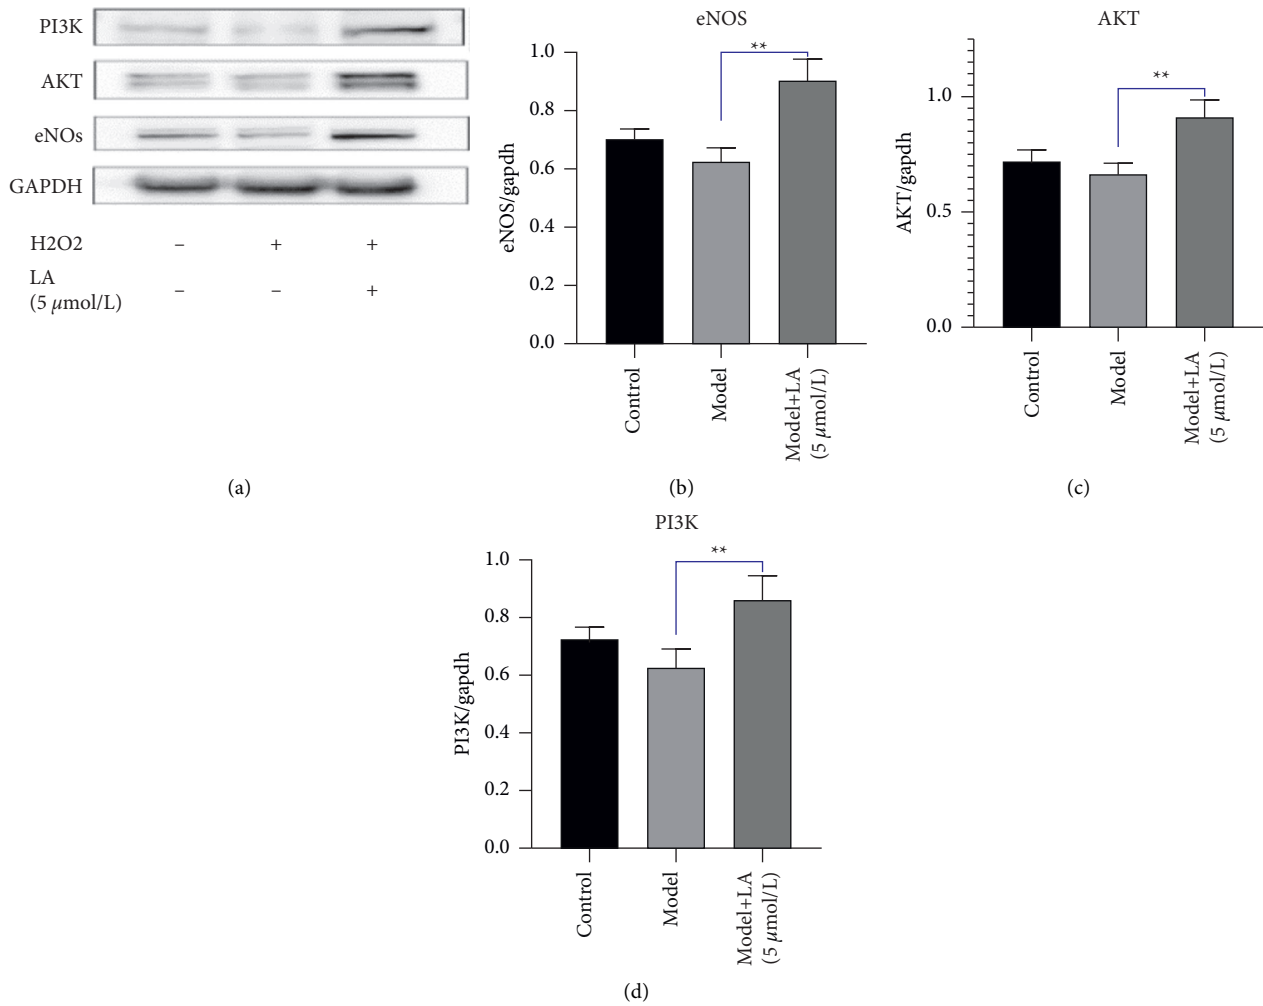 PI3K
AKT
eNOs
GAPDH
H2O2 – + +
LA
(5 µmol/L) – – +
(a)
eNOS
**
1.0
0.8
0.6
0.4
0.2
0.0
eNOS/gapdh
Control
Model
Model+LA
(5 µmol/L)
(b)
AKT
**
1.0
0.5
0.0
AKT/gapdh
Control
Model
Model+LA
(5 µmol/L)
(c)
PI3K
**
1.0
0.8
0.6
0.4
0.2
0.0
PI3K/gapdh
Control
Model
Model+LA
(5 µmol/L)
(d)